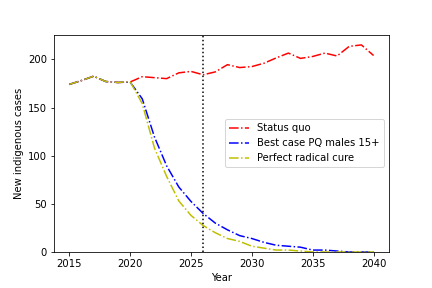 200
150
100
50
0
New indigenous cases
Status quo
Best case PQ males 15+
Perfect radical cure
2015 2020 2025 2030 2035 2040
Year